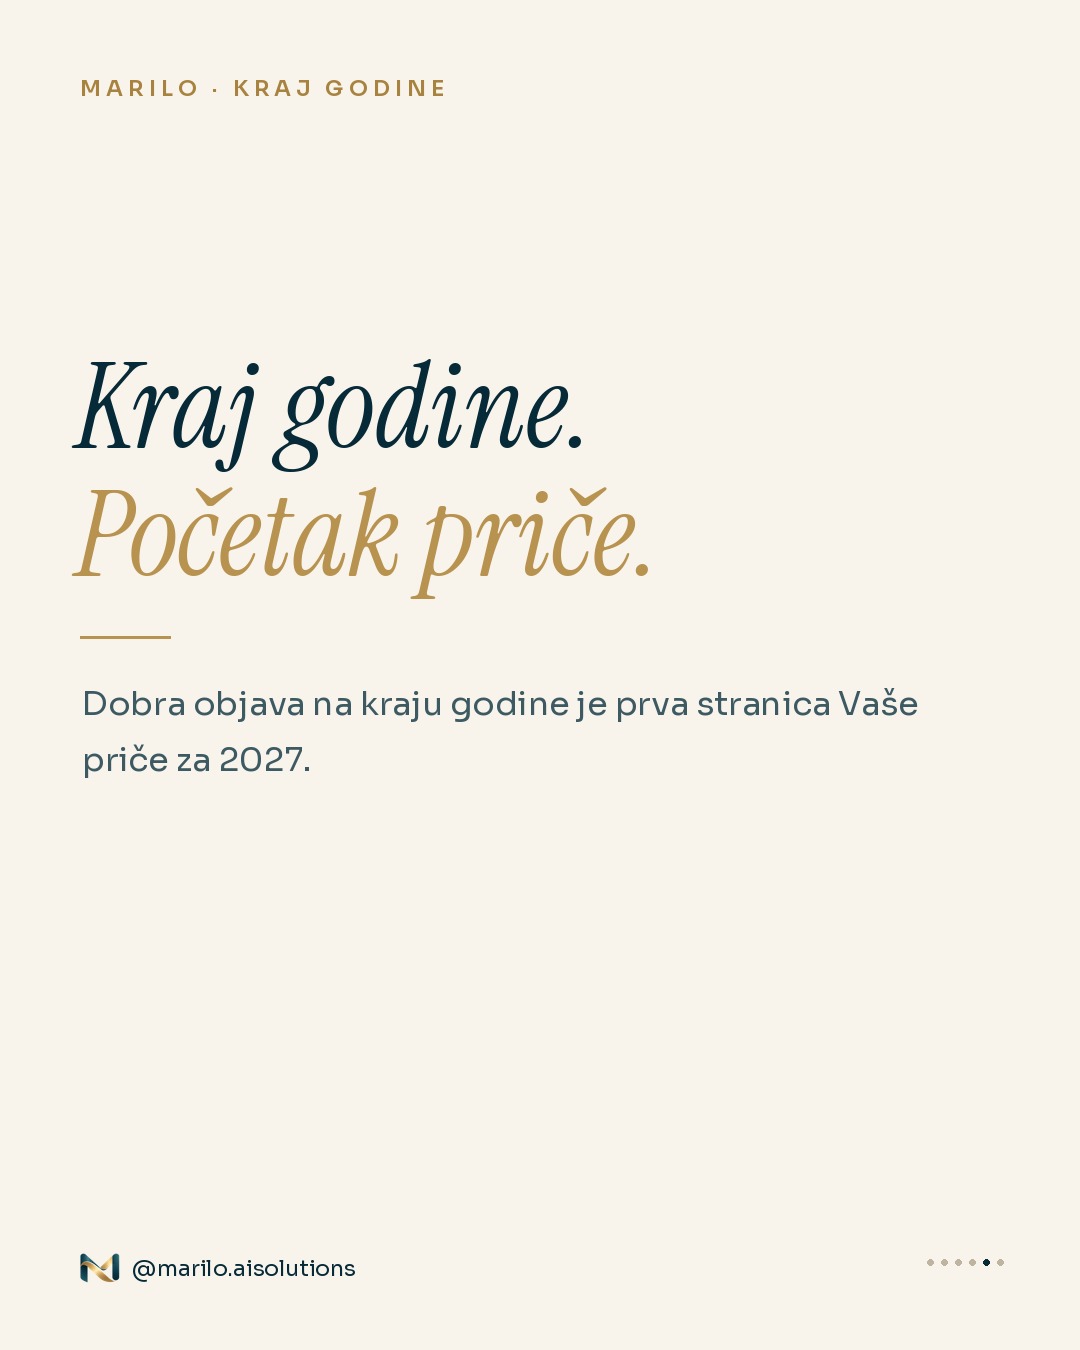 MARILO · KRAJ GODINE
Kraj godine.
Početak priče.
Dobra objava na kraju godine je prva stranica Vaše
priče za 2027.
@marilo.aisolutions